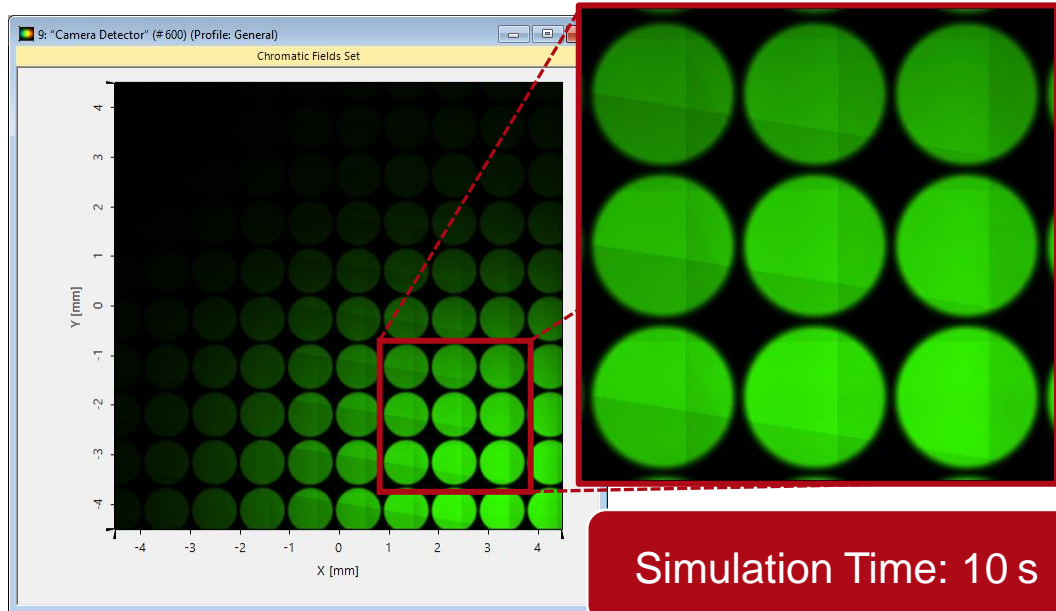 9: "Camera Detector" (# 600) (Profile: General)
Chromatic Fields Set
4
3
2
1
0
-1
-2
-3
-4
Y [mm]
-4 -3 -2 -1 0 1 2 3 4
X [mm]
Simulation Time: 10 s